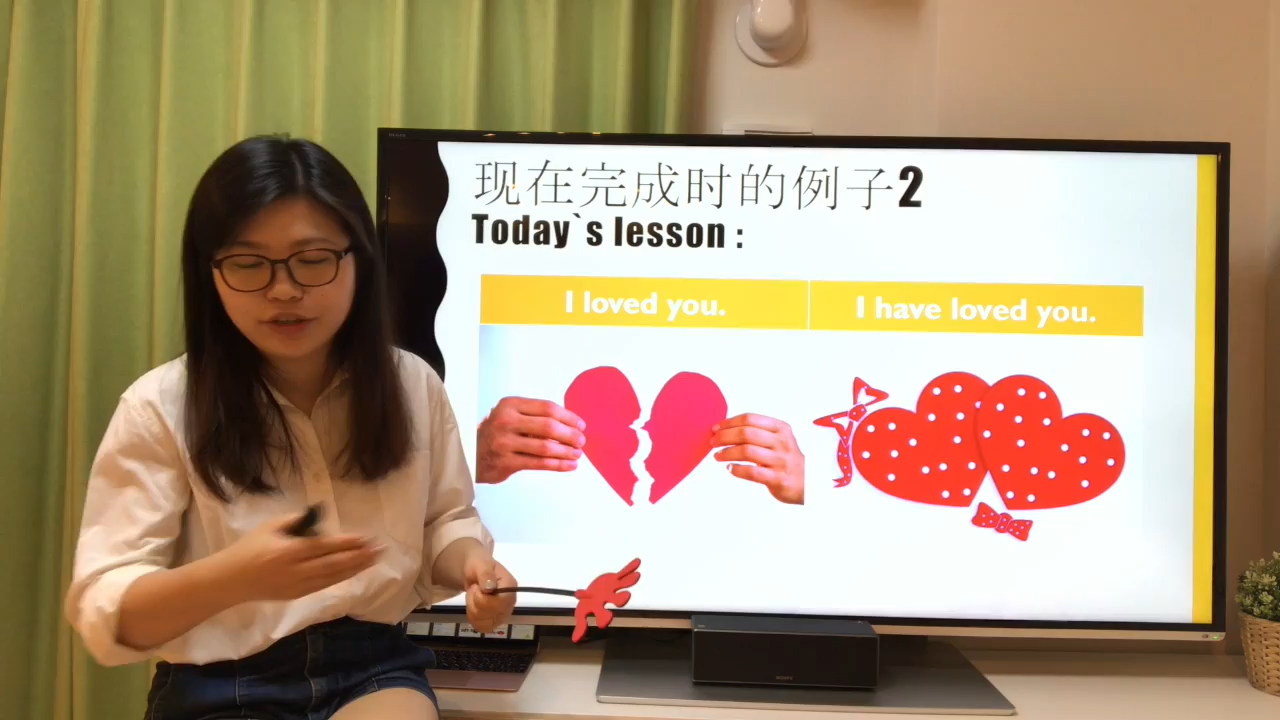 现在完成时的例子2
Today`s lesson :
I loved you.
I have loved you.